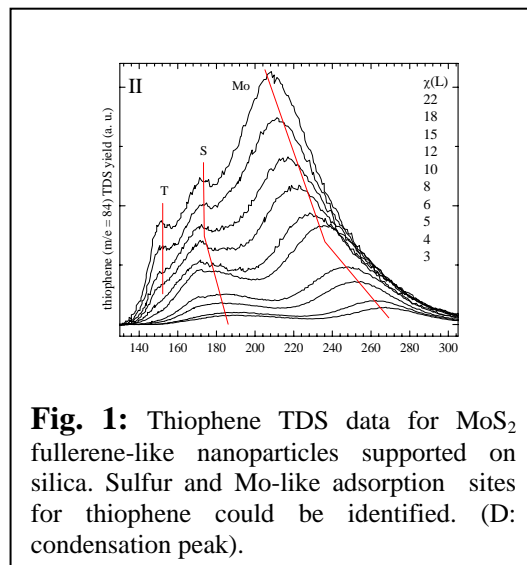 II
Mo
χ(L)
22
18
15
12
10
8
6
5
4
3
S
T
thiophene (m/e = 84) TDS yield (a. u.)
140 160 180 200 220 240 260 280 300
Fig. 1: Thiophene TDS data for MoS₂
fullerene-like nanoparticles supported on
silica. Sulfur and Mo-like adsorption sites
for thiophene could be identified. (D:
condensation peak).